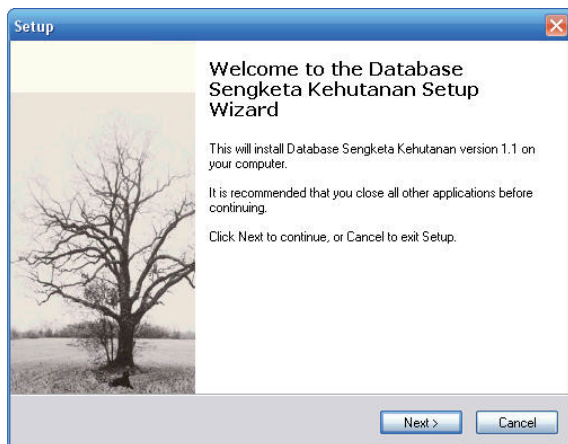 Setup
Welcome to the Database
Sengketa Kehutanan Setup
Wizard
This will install Database Sengketa Kehutanan version 1.1 on
your computer.
It is recommended that you close all other applications before
continuing.
Click Next to continue, or Cancel to exit Setup.
Next >
Cancel